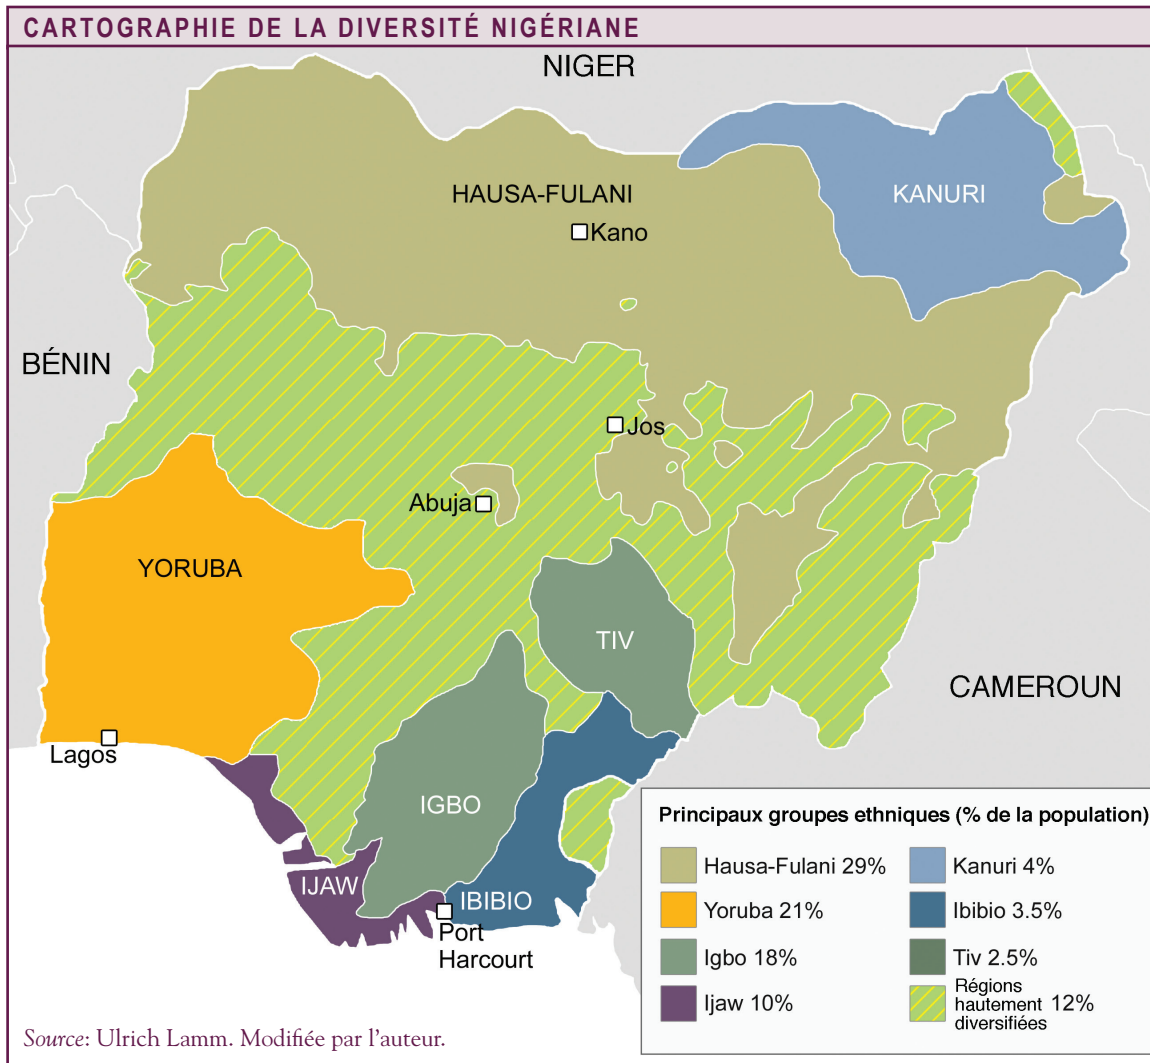 CARTOGRAPHIE DE LA DIVERSITÉ NIGÉRIANE
NIGER
HAUSA-FULANI
KANURI
Kano
BÉNIN
Jos
Abuja
YORUBA
TIV
CAMEROUN
Lagos
IGBO
IJAW
IBIBIO
Port
Harcourt
Principaux groupes ethniques (% de la population)
Hausa-Fulani 29%
Yoruba 21%
Igbo 18%
Ijaw 10%
Kanuri 4%
Ibibio 3.5%
Tiv 2.5%
Régions
hautement 12%
diversifiées
Source: Ulrich Lamm. Modifiée par l'auteur.